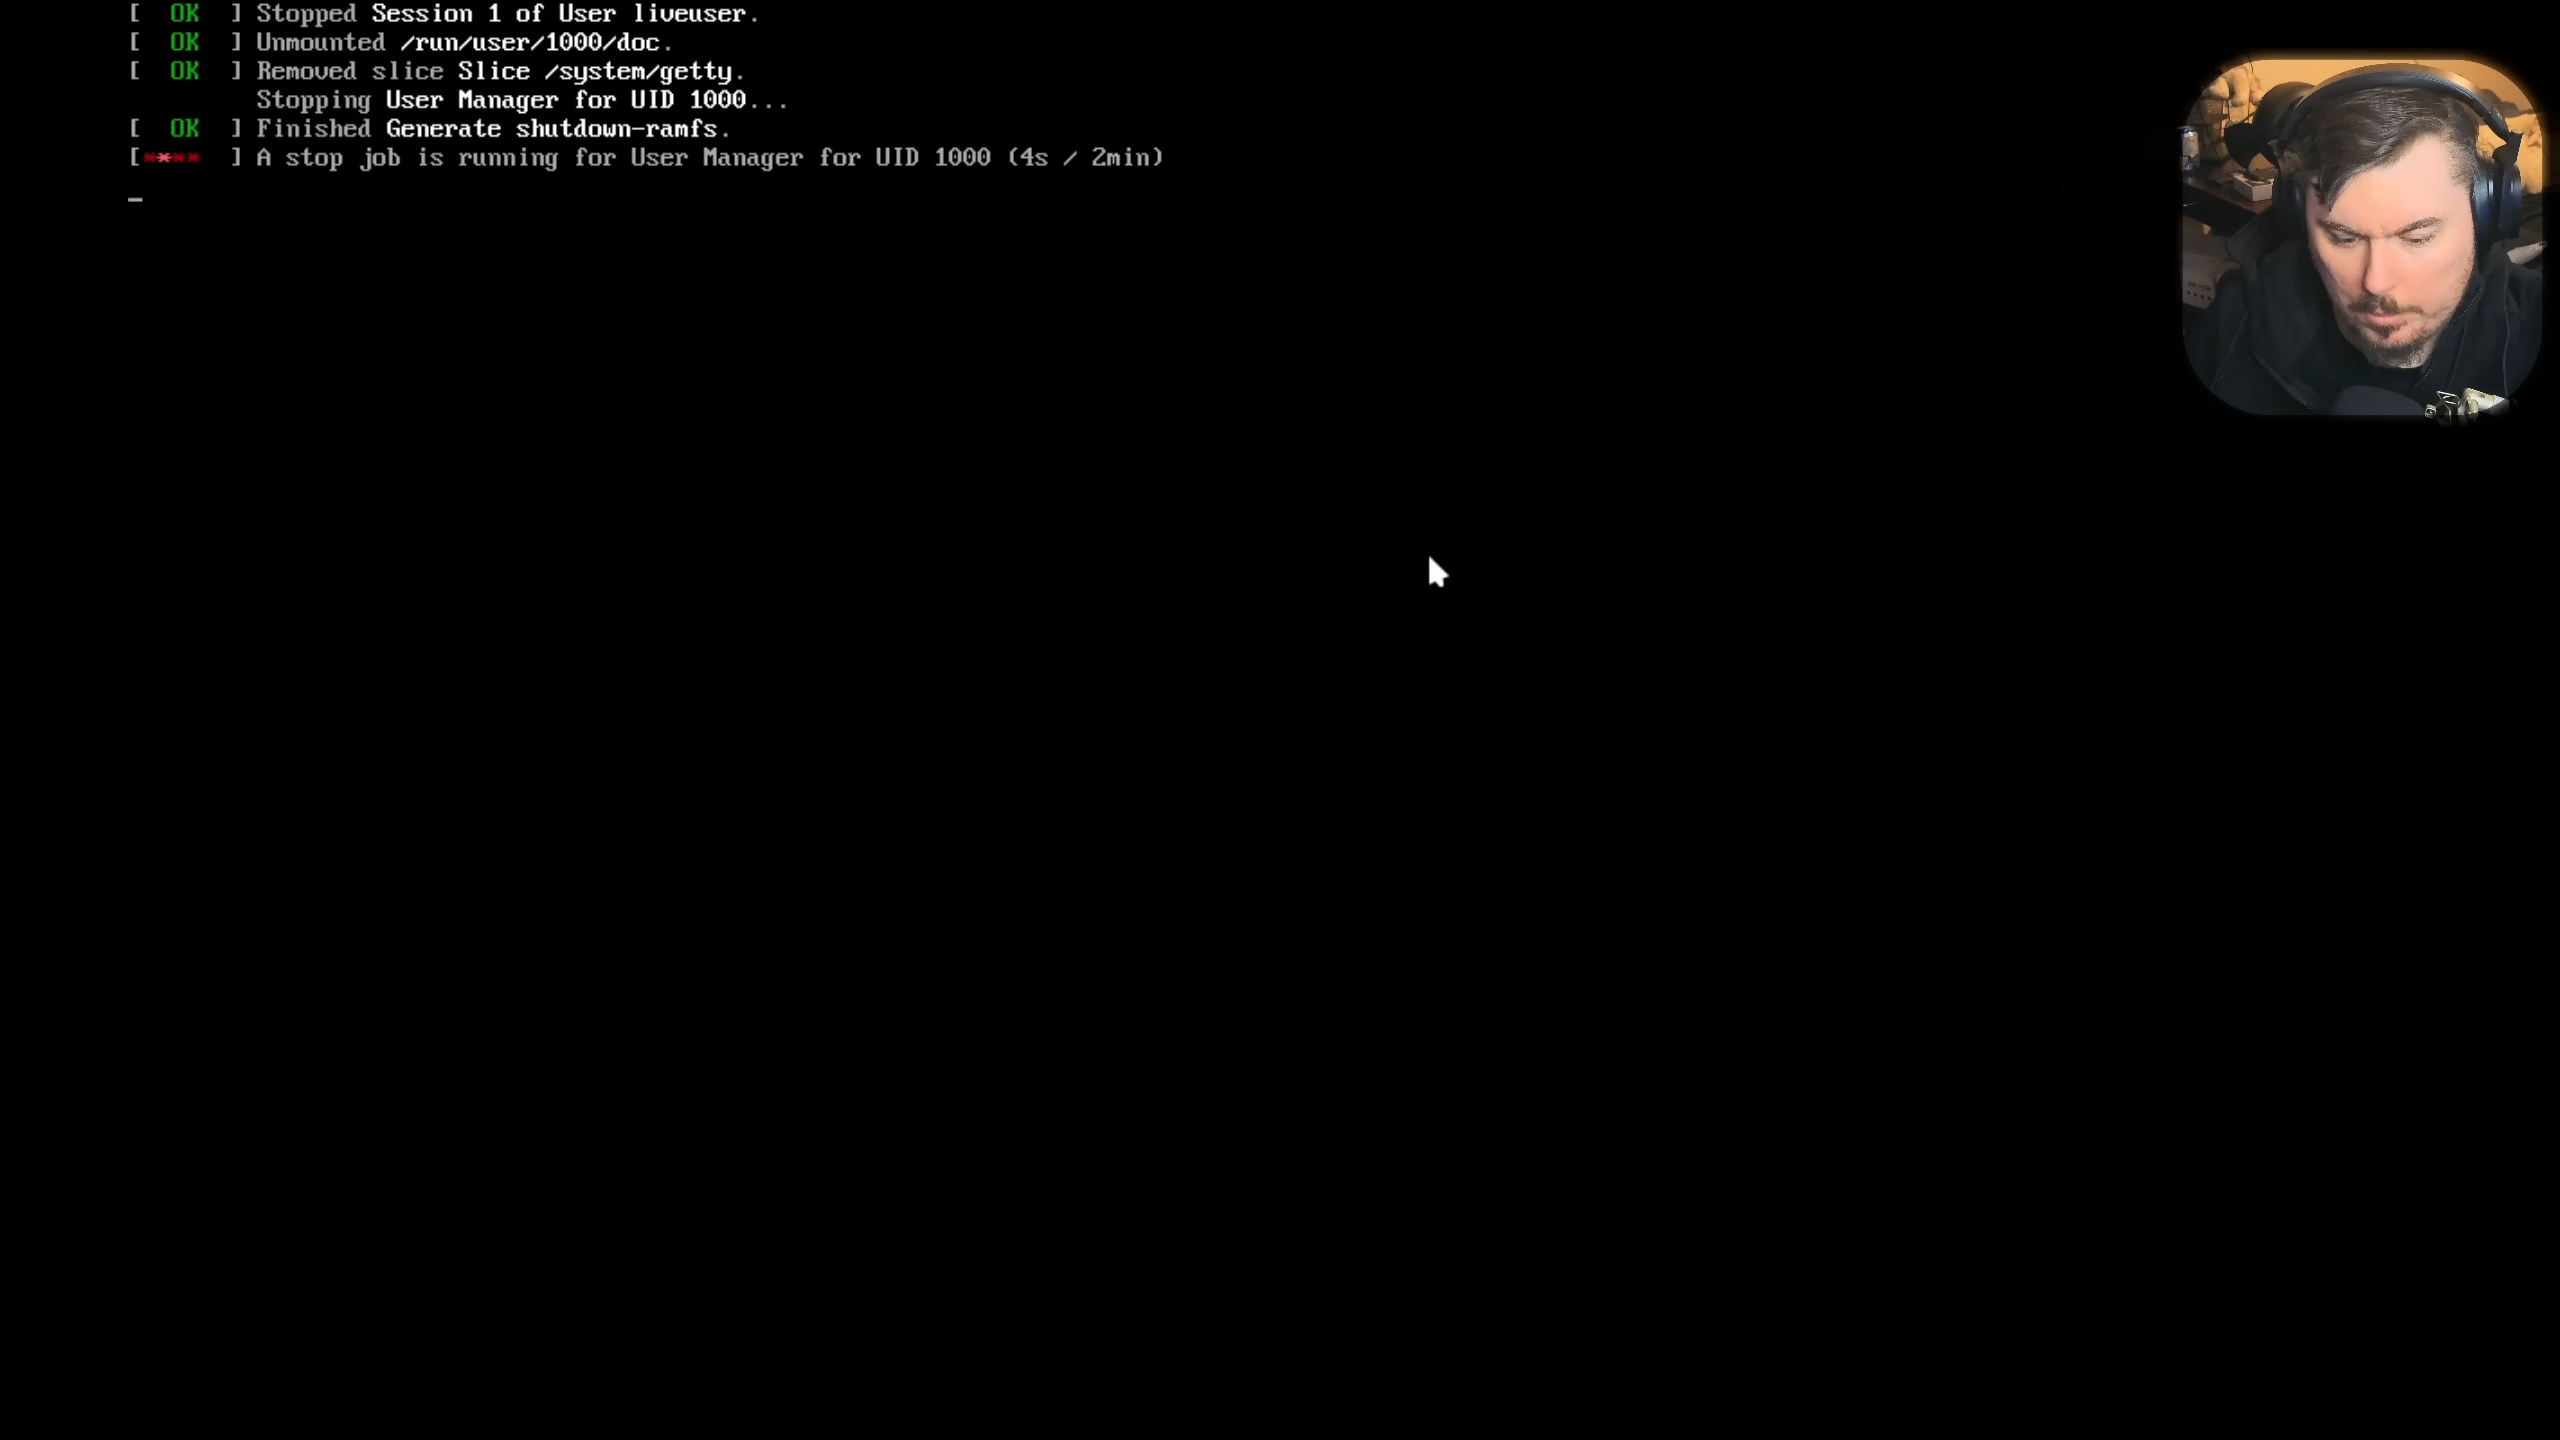 [  OK  ] Stopped Session 1 of User liveuser.
[  OK  ] Unmounted /run/user/1000/doc.
[  OK  ] Removed slice Slice /system/getty.
Stopping User Manager for UID 1000...
[  OK  ] Finished Generate shutdown-ramfs.
[****  ] A stop job is running for User Manager for UID 1000 (4s / 2min)